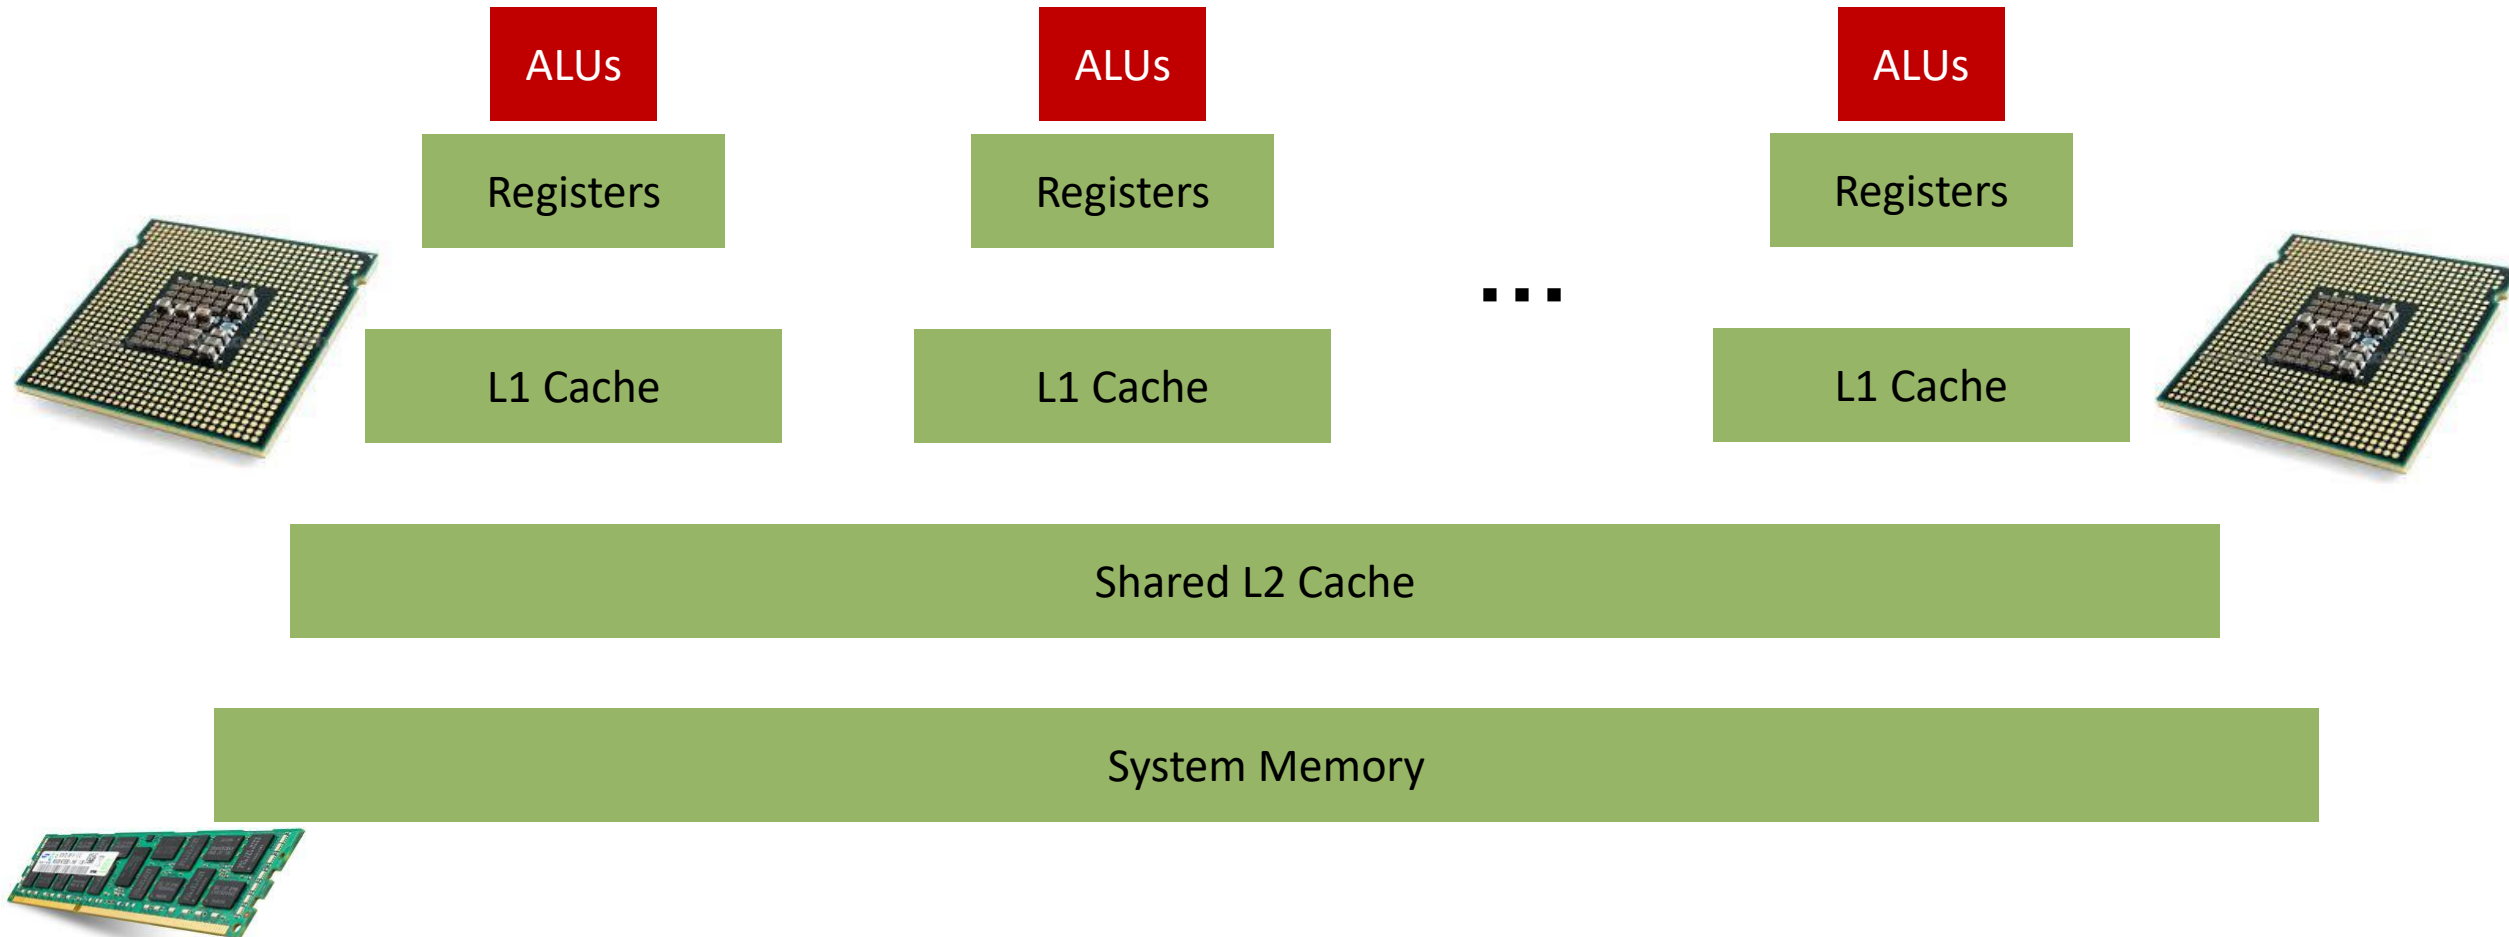 ALUs ALUs ALUs
Registers Registers Registers
...
L1 Cache L1 Cache L1 Cache
Shared L2 Cache
System Memory